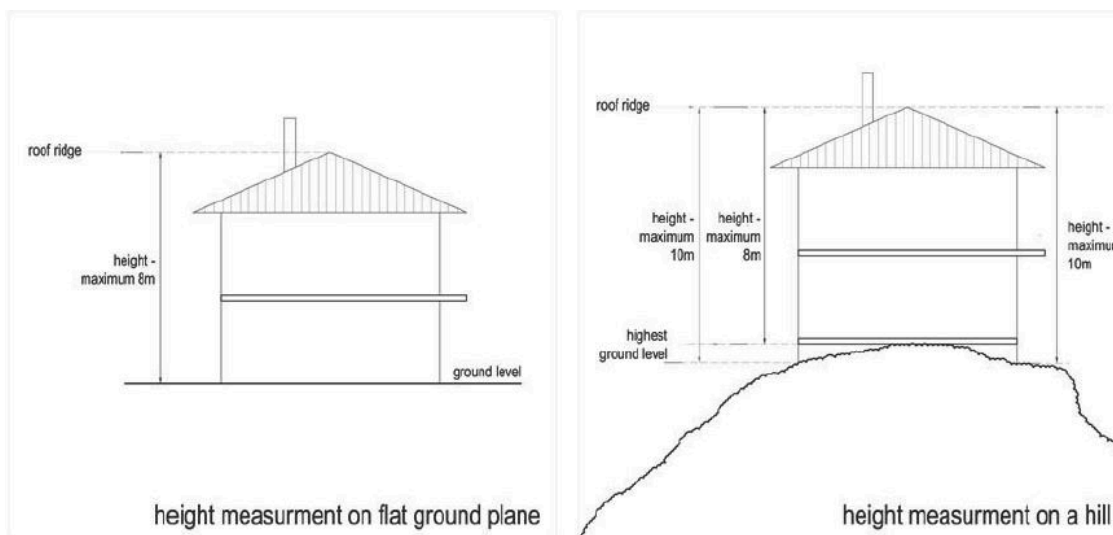 roof ridge
height -
maximum 8m
ground level
height measurment on flat ground plane
roof ridge
height -
maximum
10m
height -
maximum
8m
height -
maximu
10m
highest
ground level
height measurment on a hill